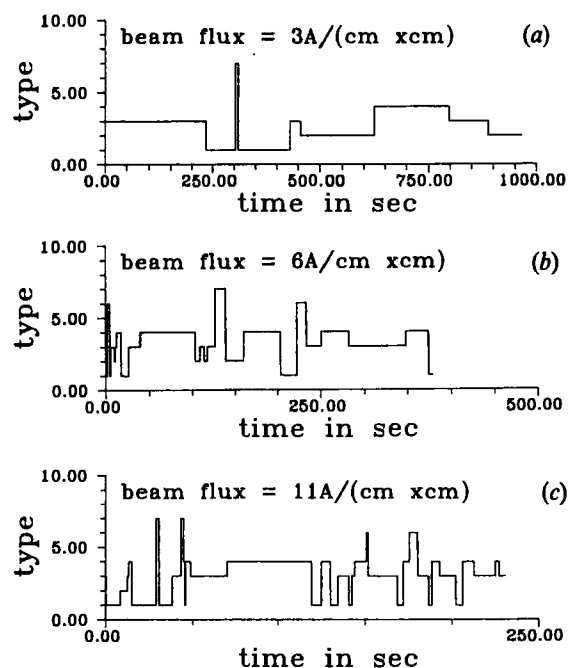 beam flux = 3A/(cm xcm) (a)
type
10.00
5.00
0.00
0.00 250.00 500.00 750.00 1000.00
time in sec
beam flux = 6A/cm xcm) (b)
type
10.00
5.00
0.00
0.00 250.00 500.00
time in sec
beam flux = 11A/(cm xcm) (c)
type
10.00
5.00
0.00
0.00 250.00
time in sec